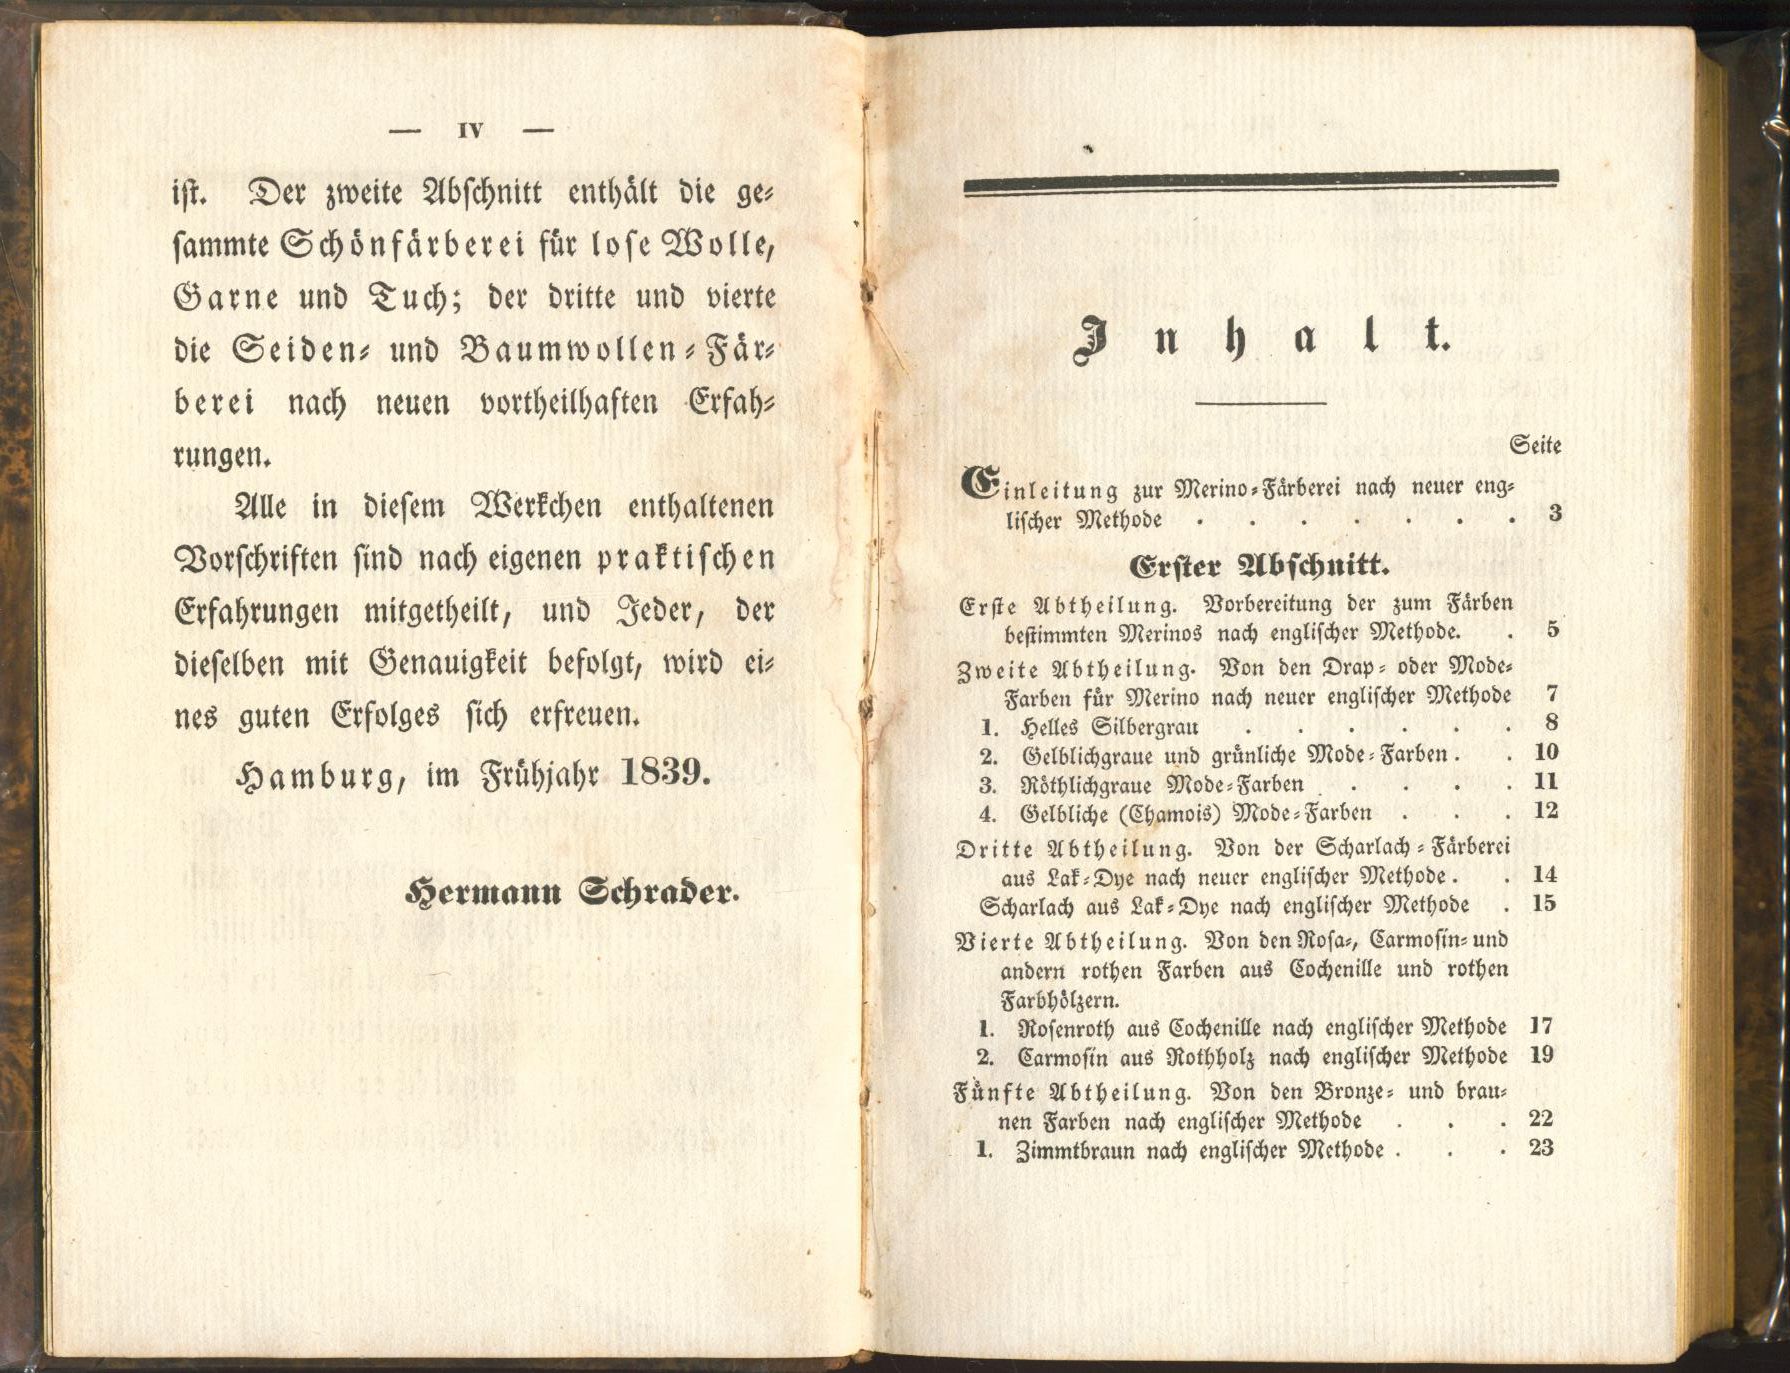 — IV —
ist. Der zweite Abschnitt enthält die ge-
sammte Schönfärberei für lose Wolle,
Garne und Tuch; der dritte und vierte
die Seiden- und Baumwollen-Fär-
berei nach neuen vortheilhaften Erfah-
rungen.
Alle in diesem Werkchen enthaltenen
Vorschriften sind nach eigenen praktischen
Erfahrungen mitgetheilt, und Jeder, der
dieselben mit Genauigkeit befolgt, wird ei-
nes guten Erfolges sich erfreuen.
Hamburg, im Frühjahr 1839.
Hermann Schrader.
Inhalt.
Seite
Einleitung zur Merino-Färberei nach neuer eng-
lischer Methode . . . . . . . 3
Erster Abschnitt.
Erste Abtheilung. Vorbereitung der zum Färben
bestimmten Merinos nach englischer Methode. . 5
Zweite Abtheilung. Von den Drap- oder Mode-
Farben für Merino nach neuer englischer Methode 7
1. Helles Silbergrau . . . . . . 8
2. Gelblichgraue und grünliche Mode-Farben . . 10
3. Röthlichgraue Mode-Farben . . . . 11
4. Gelbliche (Chamois) Mode-Farben . . . 12
Dritte Abtheilung. Von der Scharlach-Färberei
aus Lak-Dye nach neuer englischer Methode . . 14
Scharlach aus Lak-Dye nach englischer Methode . 15
Vierte Abtheilung. Von den Rosa-, Carmosin- und
andern rothen Farben aus Cochenille und rothen
Farbhölzern.
1. Rosenroth aus Cochenille nach englischer Methode 17
2. Carmosin aus Rothholz nach englischer Methode 19
Fünfte Abtheilung. Von den Bronze- und brau-
nen Farben nach englischer Methode . . . 22
1. Zimmtbraun nach englischer Methode . . . 23